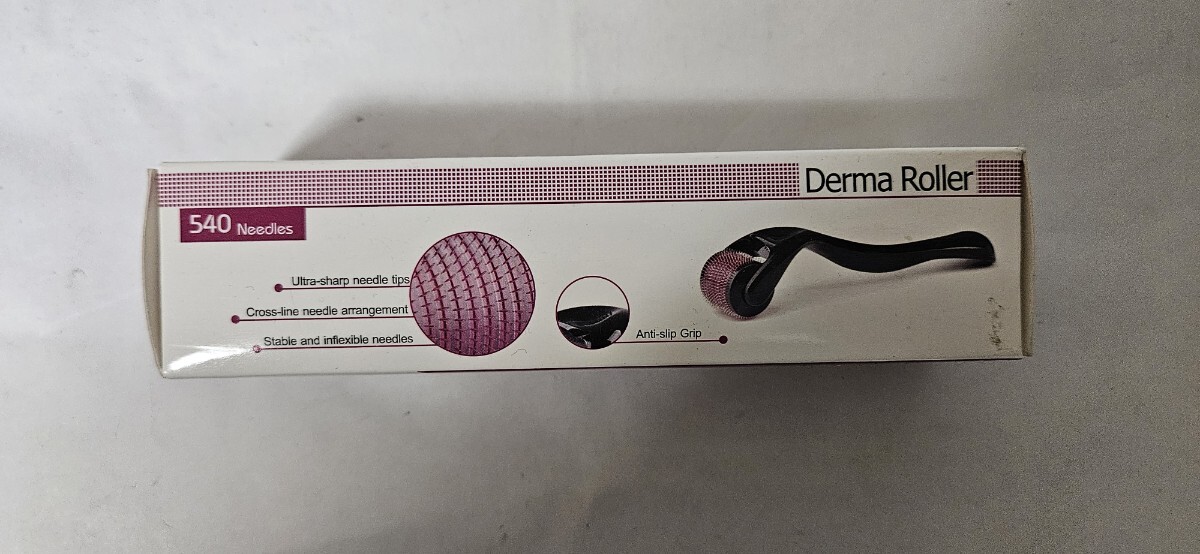 Derma Roller
540 Needles
Ultra-sharp needle tips
Cross-line needle arrangement
Stable and inflexible needles
Anti-slip Grip